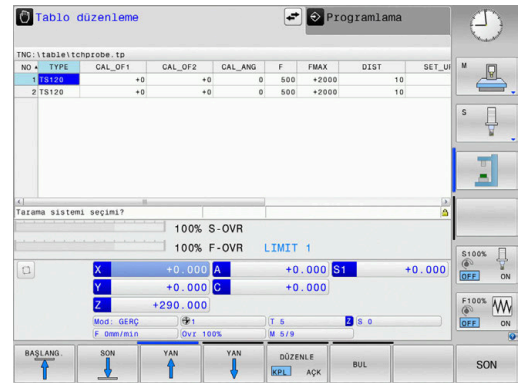 Tablo düzenleme
Programlama
TNC:\table\tchprobe.tp
NO TYPE CAL_OF1 CAL_OF2 CAL_ANG F FMAX DIST SET_UP
1 TS120 +0 +0 0 500 +2000 10
2 TS120 +0 +0 0 500 +2000 10
Tarama sistemi seçimi?
100% S-OVR
100% F-OVR LIMIT 1
X +0.000 A +0.000 S1 +0.000
Y +0.000 C +0.000
Z +290.000
Mod: GERÇ 1 T 5 Z S 0
F 0mm/min Ovr 100% M 5/9
M
S
S100%
OFF ON
F100%
OFF ON
BAŞLANG. SON YAN YAN DÜZENLE BUL SON
KPL AÇK